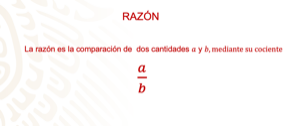 RAZÓN
La razón es la comparación de dos cantidades a y b, mediante su cociente
a
b